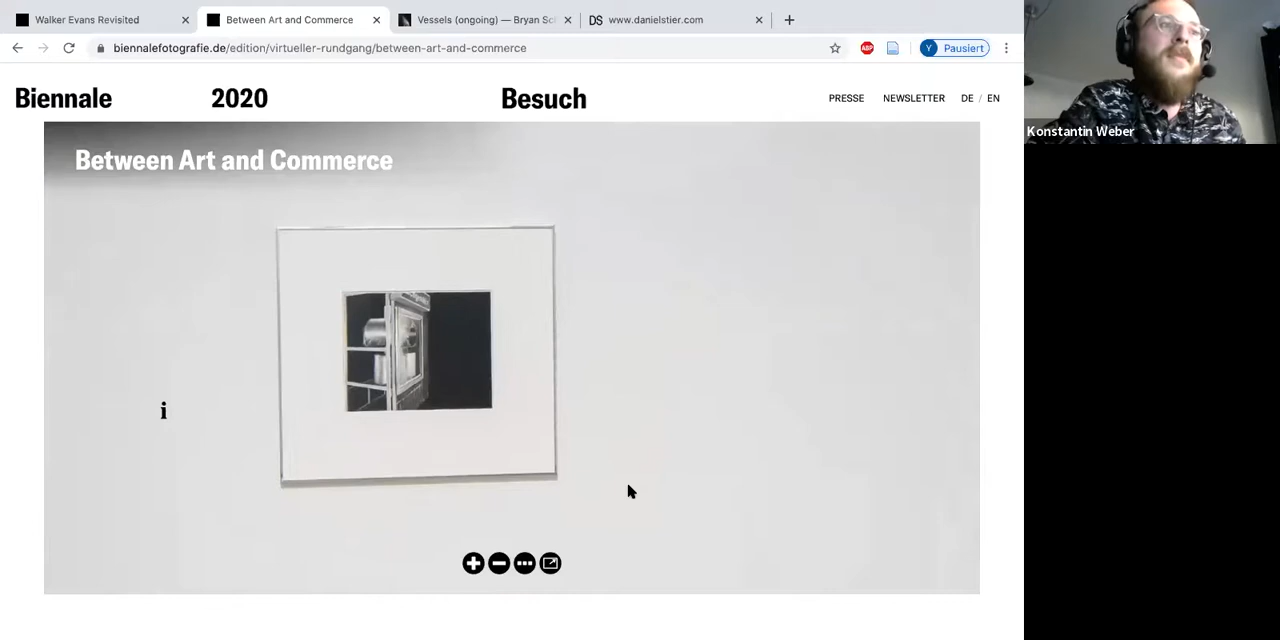 Walker Evans Revisited
Between Art and Commerce
Vessels (ongoing) — Bryan Sc
DS www.danielstier.com
biennalefotografie.de/edition/virtueller-rundgang/between-art-and-commerce
ABP
Y Pausiert
Biennale 2020 Besuch PRESSE NEWSLETTER DE / EN
Between Art and Commerce
i
Konstantin Weber